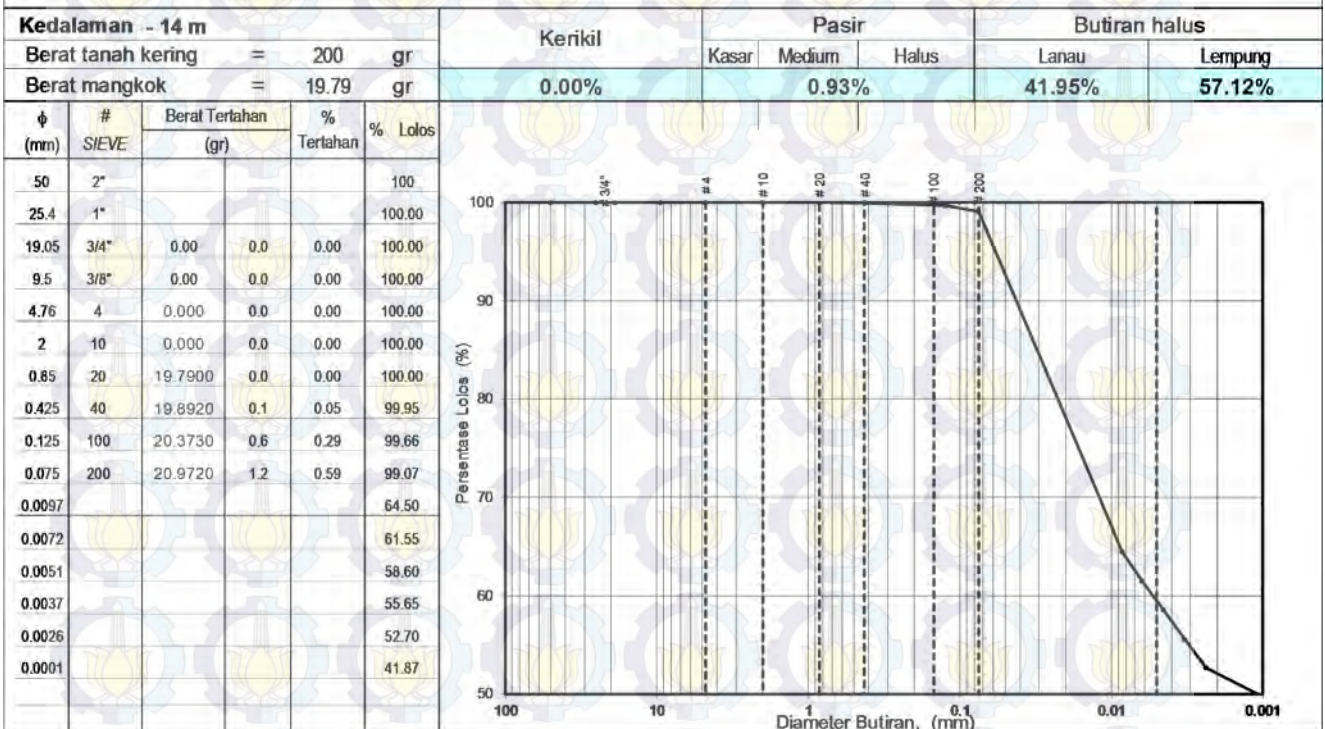 Kedalaman - 14 m
Berat tanah kering = 200 gr
Berat mangkok = 19.79 gr
Kerikil Pasir Butiran halus
Kasar Medium Halus Lanau Lempung
0.00% 0.93% 41.95% 57.12%
ϕ # Berat Tertahan % % Lolos
(mm) SIEVE (gr) Tertahan
50 2" 100
25.4 1" 100.00
19.05 3/4" 0.00 0.0 0.00 100.00
9.5 3/8" 0.00 0.0 0.00 100.00
4.76 4 0.000 0.0 0.00 100.00
2 10 0.000 0.0 0.00 100.00
0.85 20 19.7900 0.0 0.00 100.00
0.425 40 19.8920 0.1 0.05 99.95
0.125 100 20.3730 0.6 0.29 99.66
0.075 200 20.9720 1.2 0.59 99.07
0.0097 64.50
0.0072 61.55
0.0051 58.60
0.0037 55.65
0.0026 52.70
0.0001 41.87
# 3/4" # 4 # 10 # 20 # 40 # 100 # 200
Persentase Lolos (%)
100
90
80
70
60
50
100 10 1 0.1 0.01 0.001
Diameter Butiran, (mm)